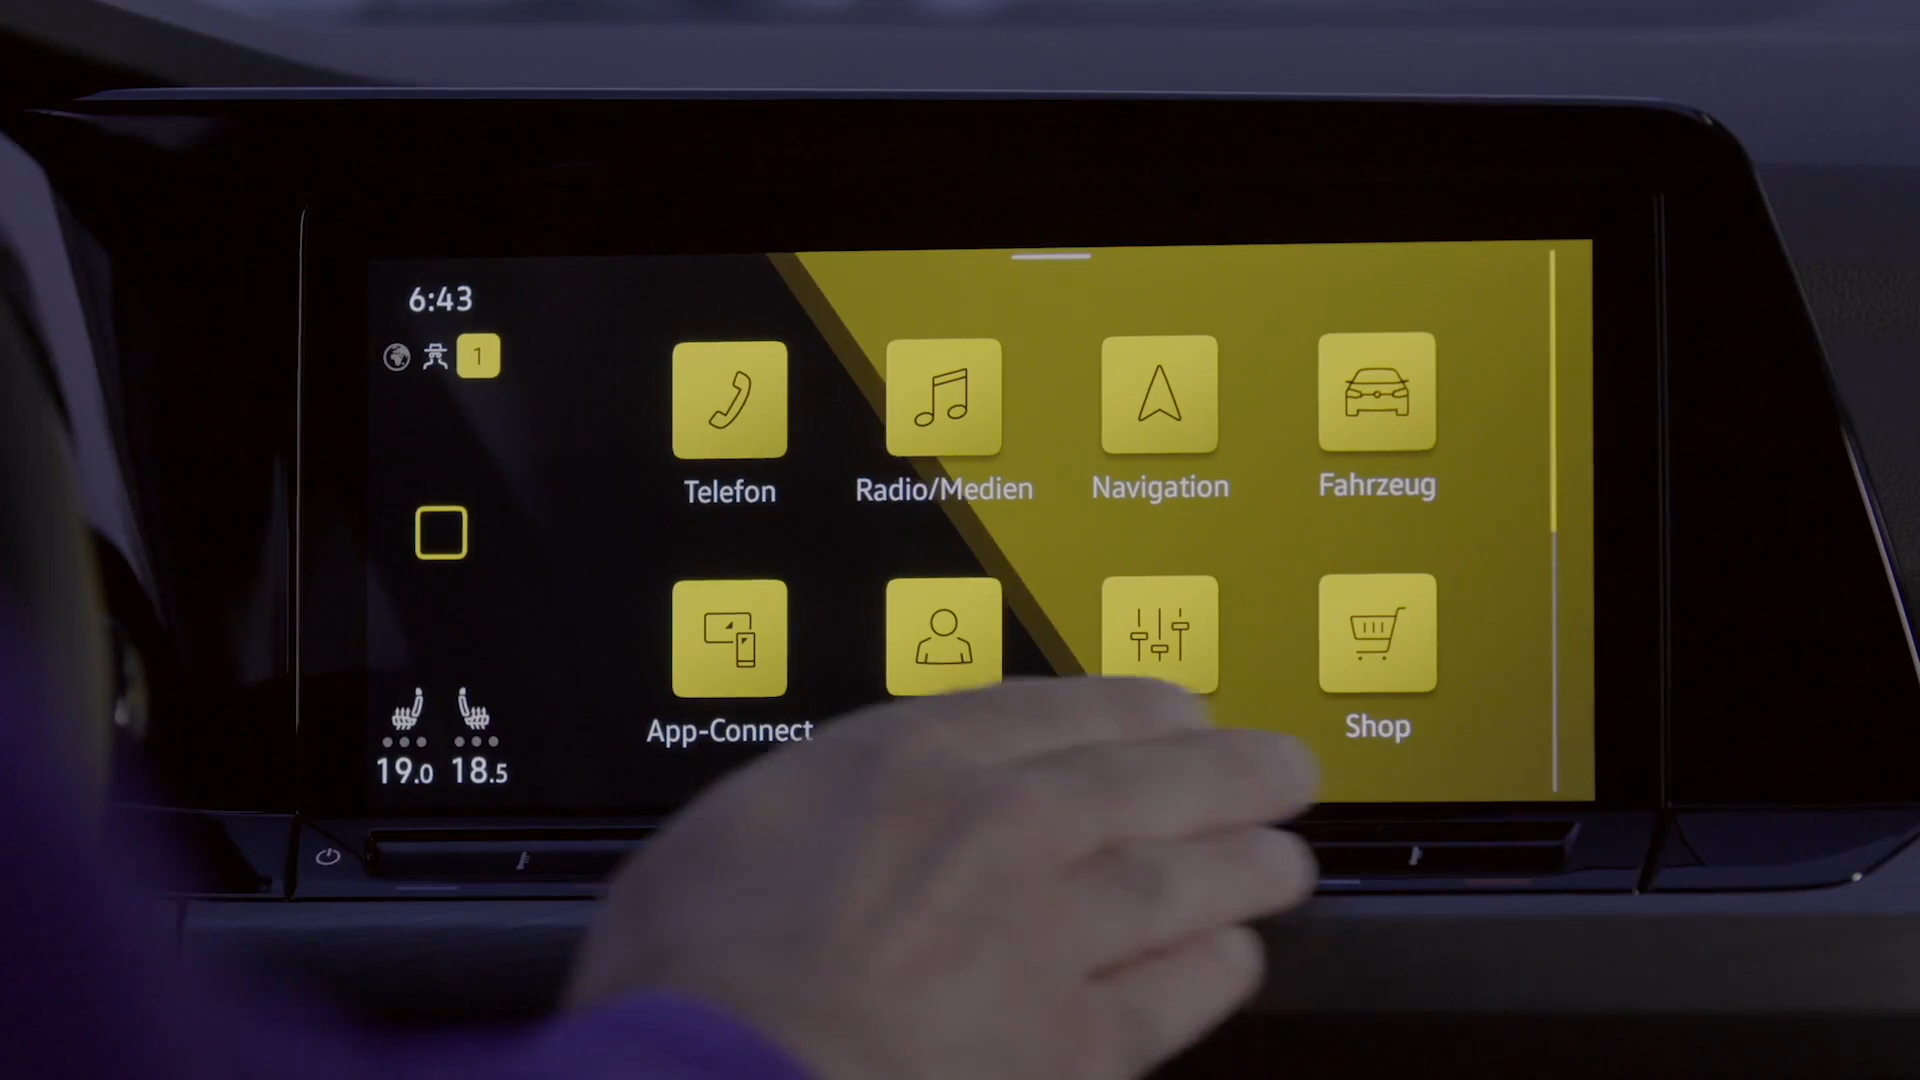 6:43
1
Telefon
Radio/Medien
Navigation
Fahrzeug
App-Connect
Shop
19.0
18.5